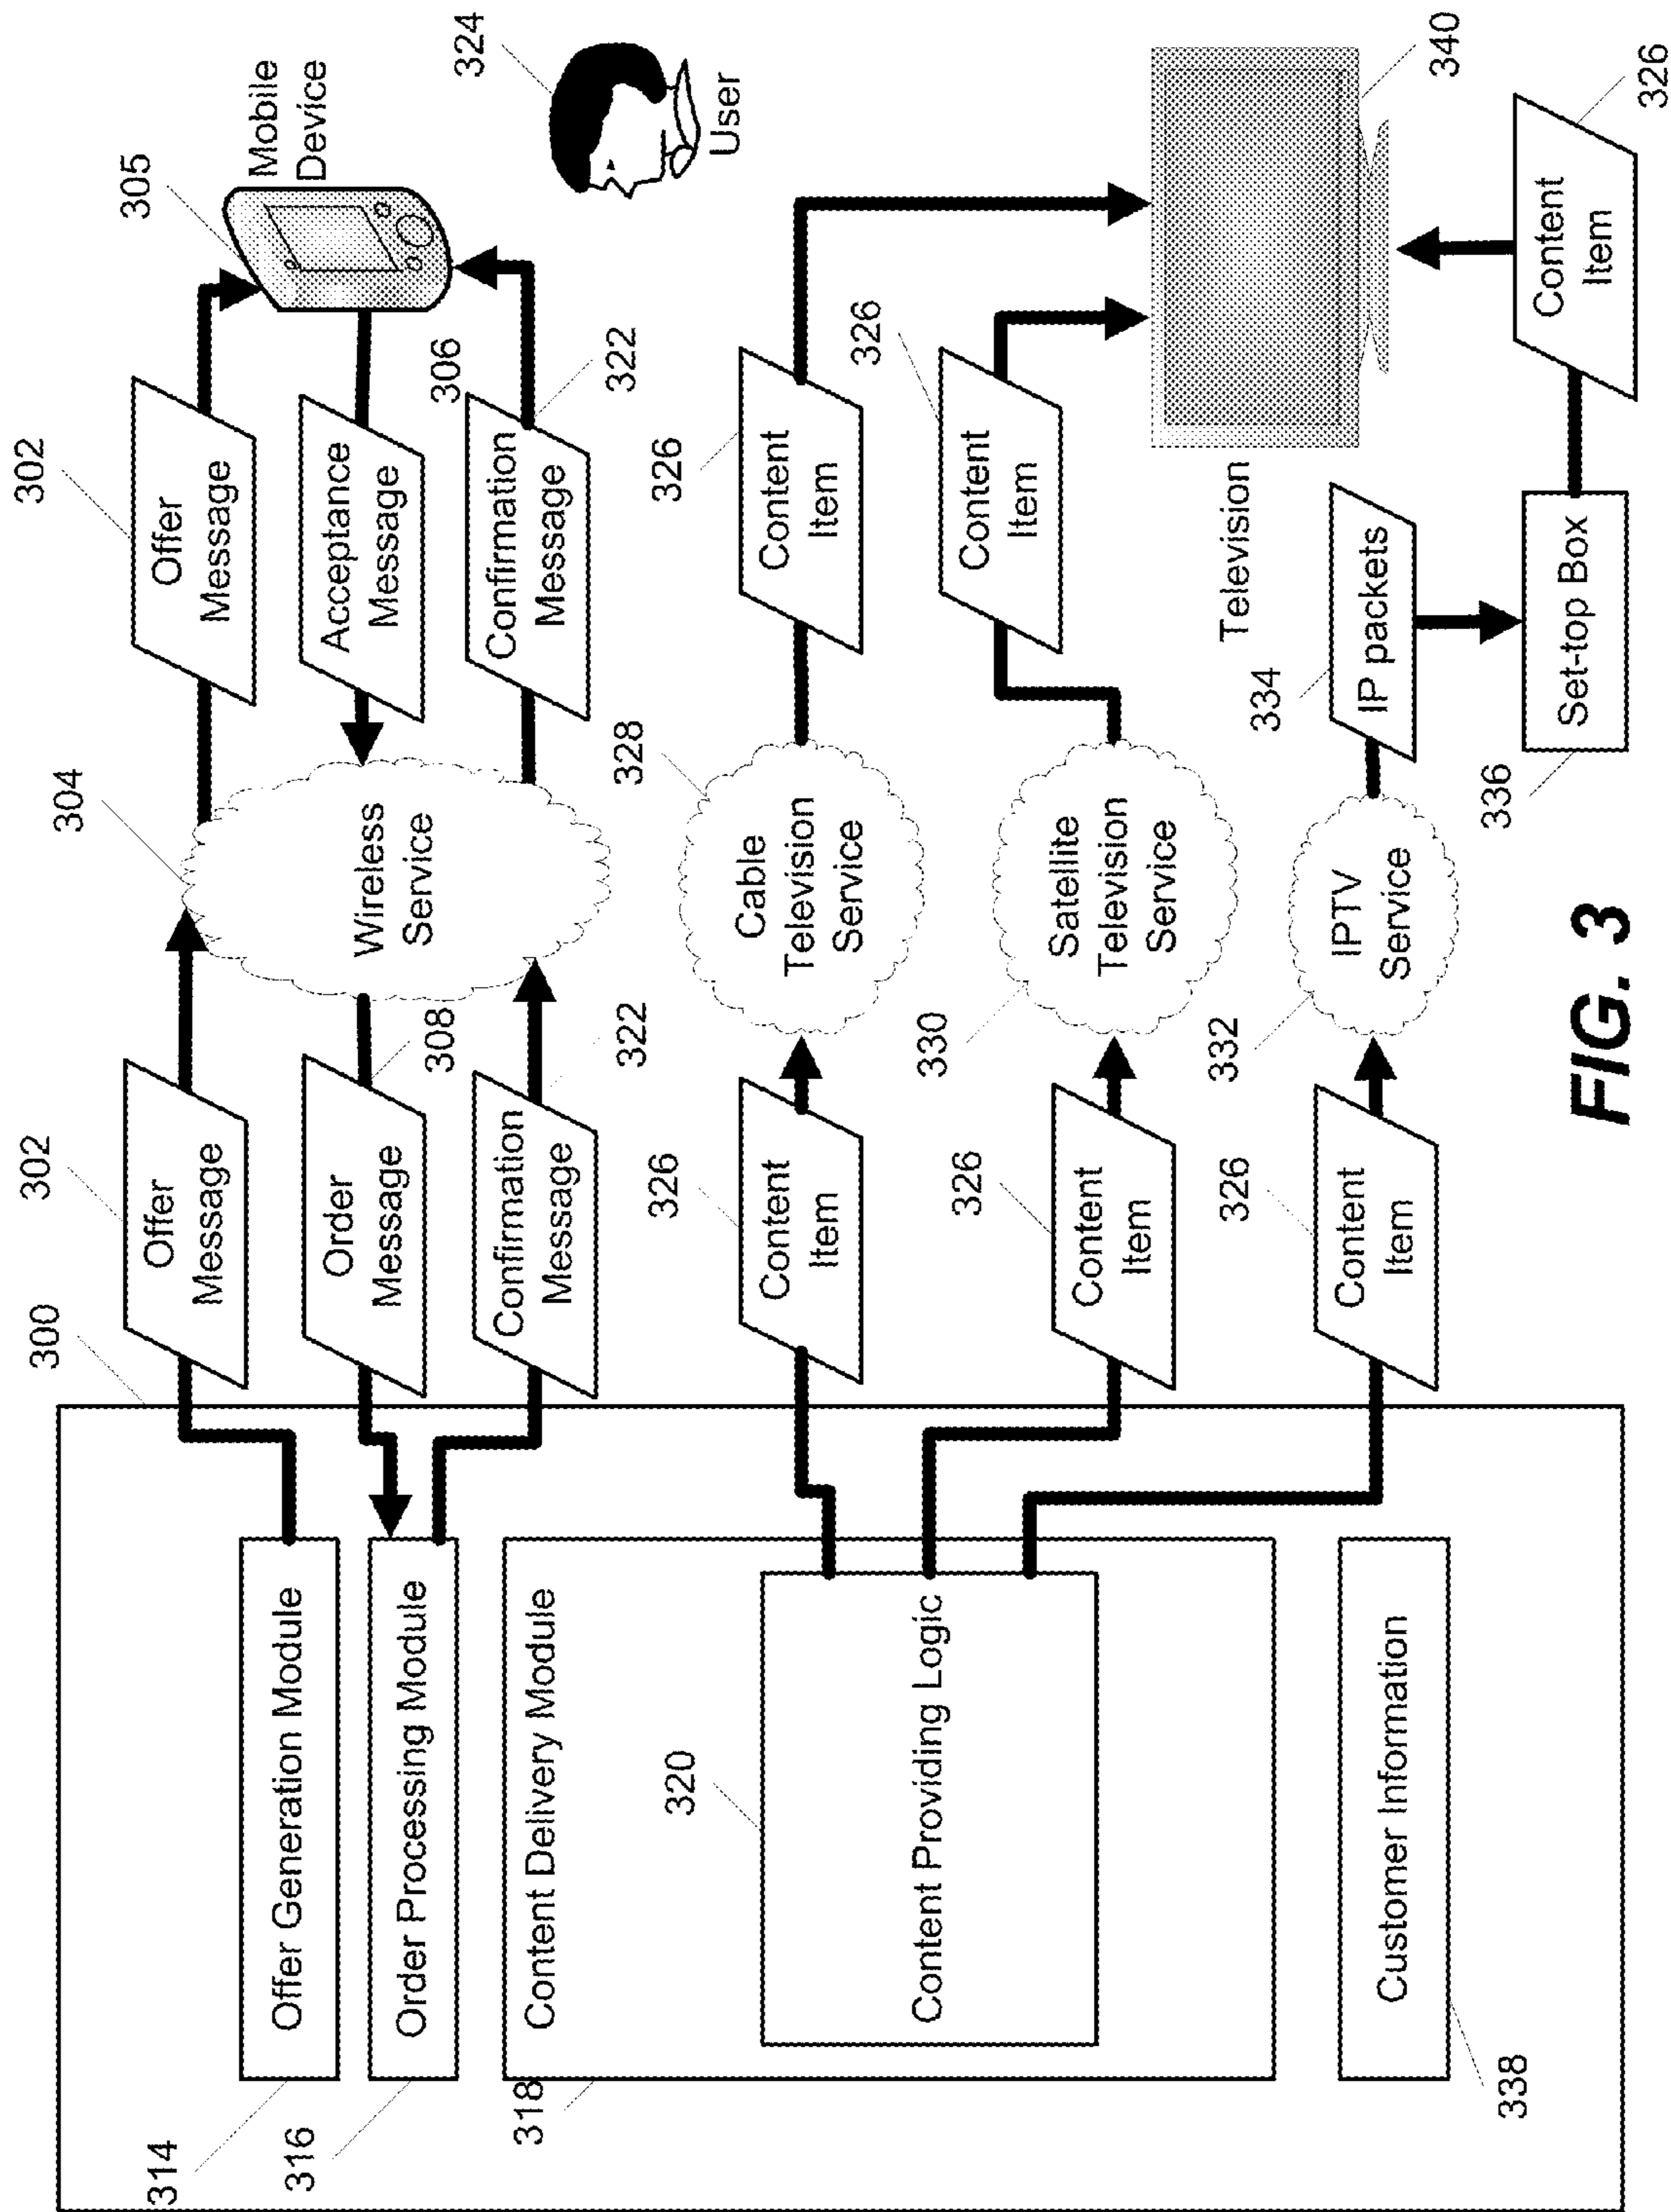 300
302
302
Offer
Message
Offer
Message
304
305
Mobile
Device
314
Offer Generation Module
Order
Message
308
Wireless
Service
Acceptance
Message
306
316
Order Processing Module
Confirmation
Message
322
Confirmation
Message
322
324
User
318
Content Delivery Module
320
Content Providing Logic
326
Content
Item
328
Cable
Television
Service
326
Content
Item
326
Content
Item
330
Satellite
Television
Service
326
Content
Item
Television
340
326
Content
Item
332
IPTV
Service
334
IP packets
336
Set-top Box
Content
Item
326
Customer Information
338
FIG. 3